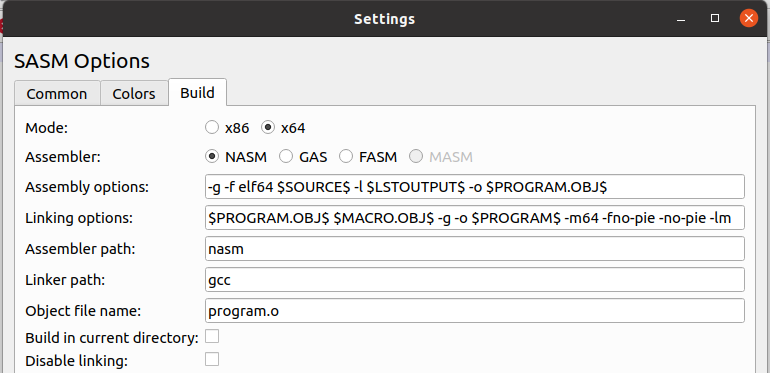 Settings
SASM Options
Common Colors Build
Mode: x86 x64
Assembler: NASM GAS FASM MASM
Assembly options: -g -f elf64 $SOURCE$ -l $LSTOUTPUT$ -o $PROGRAM.OBJ$
Linking options: $PROGRAM.OBJ$ $MACRO.OBJ$ -g -o $PROGRAM$ -m64 -fno-pie -no-pie -lm
Assembler path: nasm
Linker path: gcc
Object file name: program.o
Build in current directory:
Disable linking: